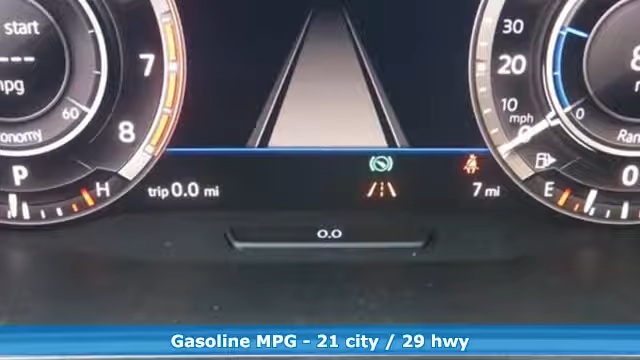 start
mpg
60
onomy
7
8
P
H
trip 0.0 mi
0.0
7 mi
30
20
10
mph
0
0
Ran
E
Gasoline MPG - 21 city / 29 hwy